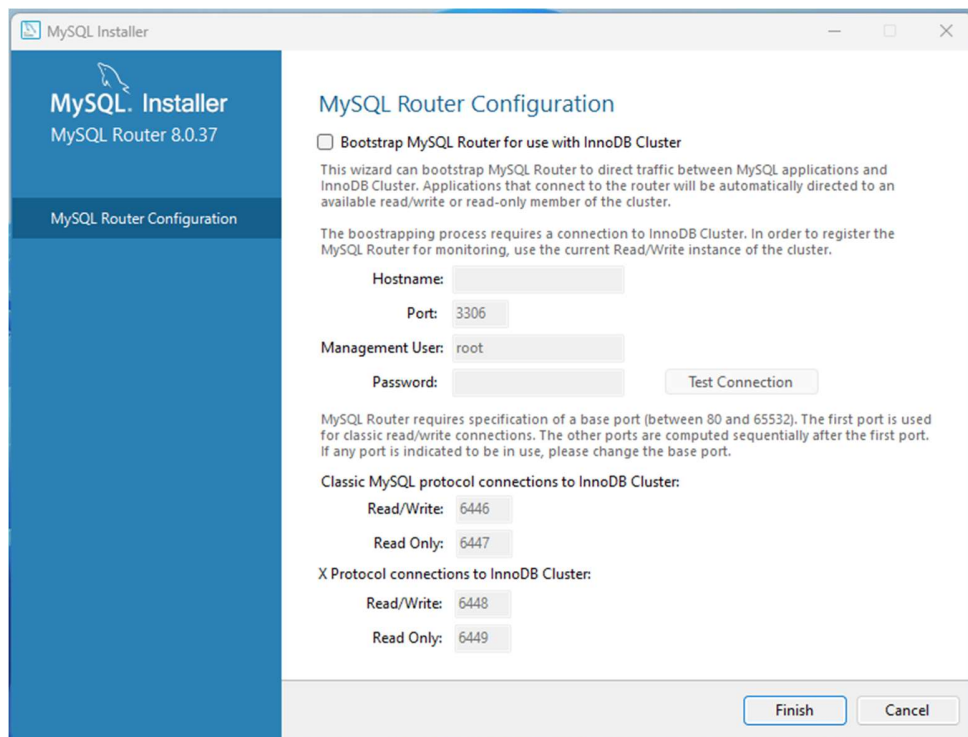 MySQL Installer
MySQL. Installer
MySQL Router 8.0.37
MySQL Router Configuration
MySQL Router Configuration
Bootstrap MySQL Router for use with InnoDB Cluster
This wizard can bootstrap MySQL Router to direct traffic between MySQL applications and
InnoDB Cluster. Applications that connect to the router will be automatically directed to an
available read/write or read-only member of the cluster.
The boostrapping process requires a connection to InnoDB Cluster. In order to register the
MySQL Router for monitoring, use the current Read/Write instance of the cluster.
Hostname:
Port: 3306
Management User: root
Password: Test Connection
MySQL Router requires specification of a base port (between 80 and 65532). The first port is used
for classic read/write connections. The other ports are computed sequentially after the first port.
If any port is indicated to be in use, please change the base port.
Classic MySQL protocol connections to InnoDB Cluster:
Read/Write: 6446
Read Only: 6447
X Protocol connections to InnoDB Cluster:
Read/Write: 6448
Read Only: 6449
Finish Cancel